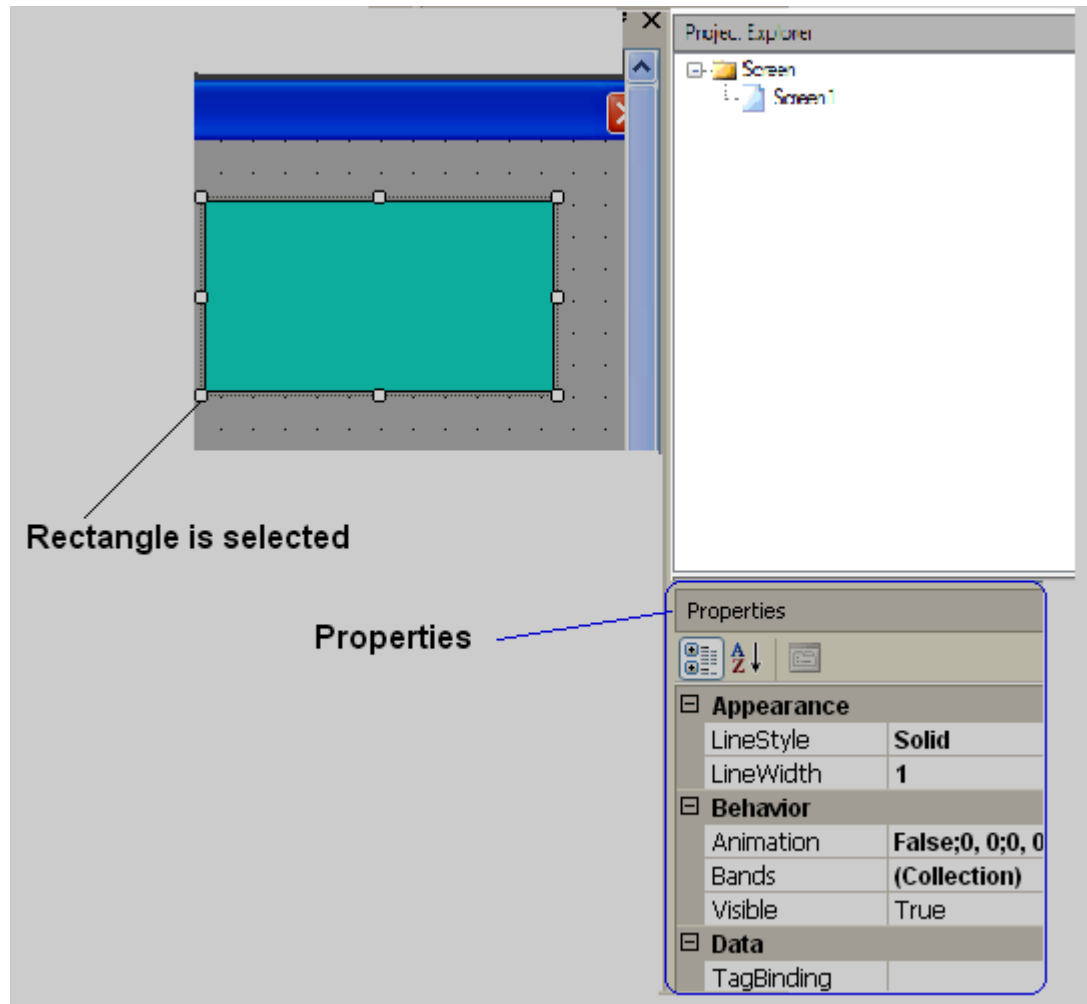 Project Explorer
Screen
Screen1
Rectangle is selected
Properties
Properties
Appearance
LineStyle Solid
LineWidth 1
Behavior
Animation False;0, 0;0, 0
Bands (Collection)
Visible True
Data
TagBinding